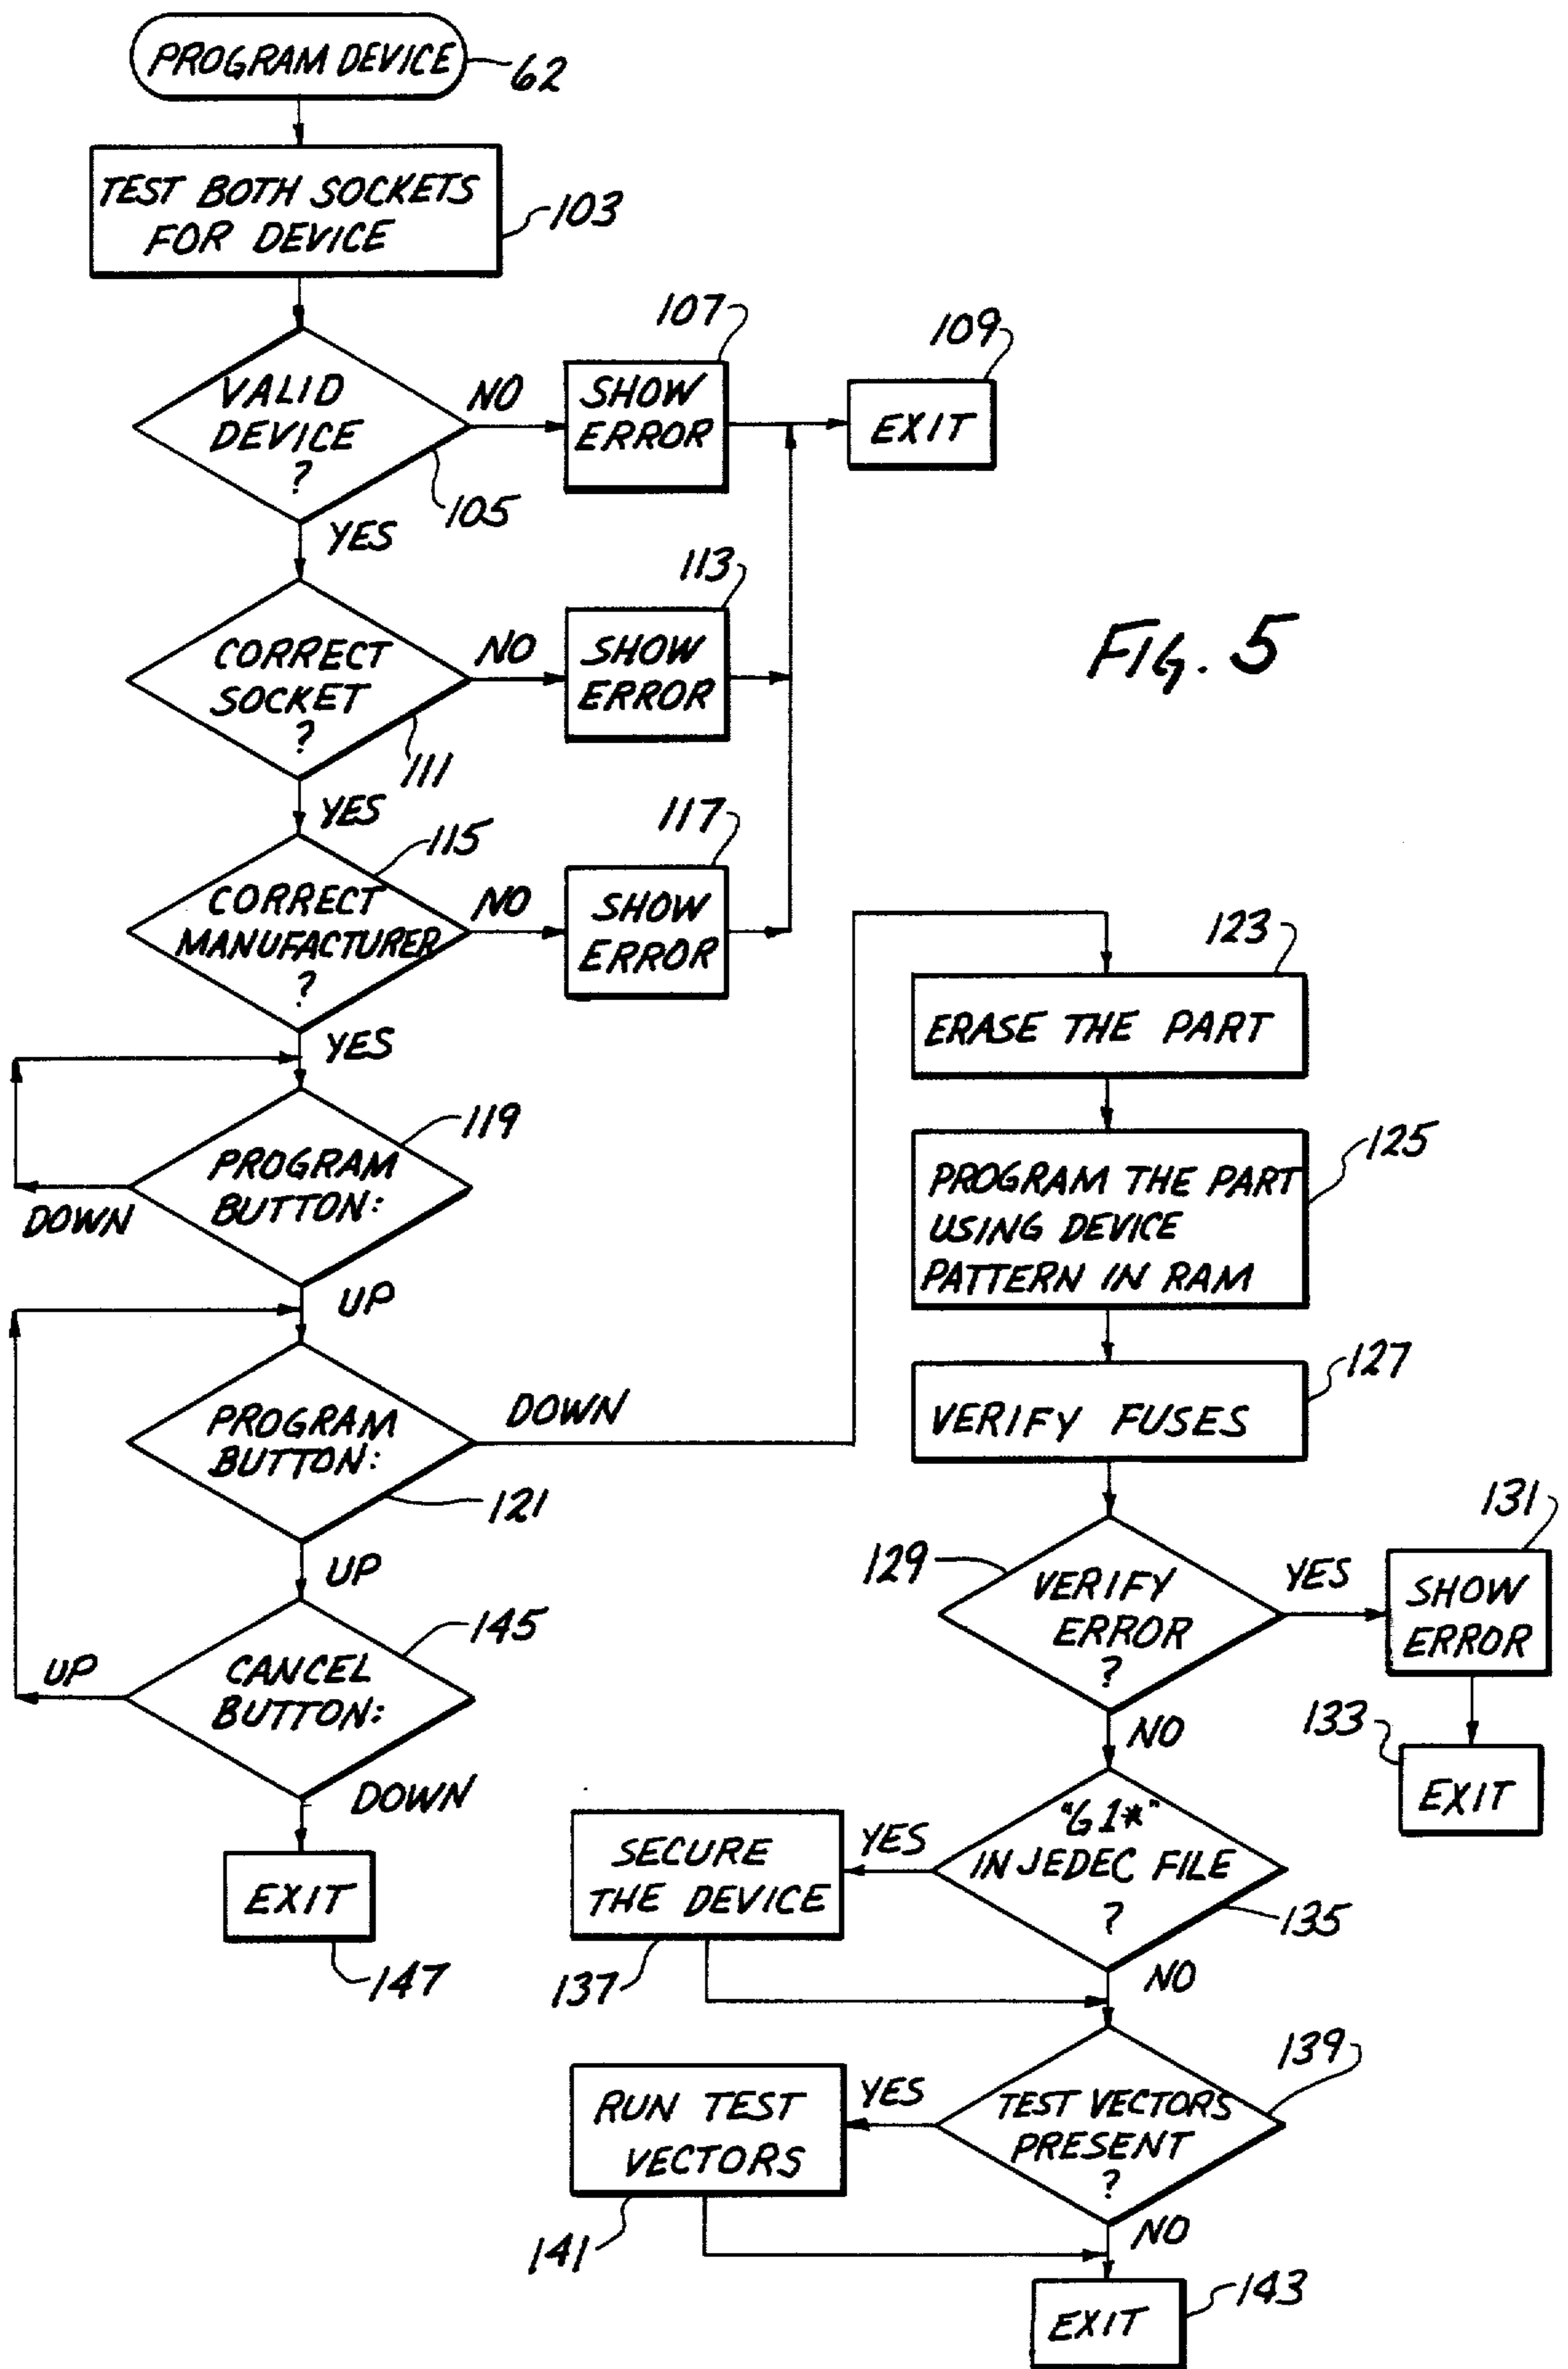 PROGRAM DEVICE
62
TEST BOTH SOCKETS
FOR DEVICE
103
VALID
DEVICE
?
105
NO
107
SHOW
ERROR
109
EXIT
YES
CORRECT
SOCKET
?
111
NO
113
SHOW
ERROR
FIG. 5
YES
115
CORRECT
MANUFACTURER
?
NO
117
SHOW
ERROR
YES
119
PROGRAM
BUTTON:
DOWN
UP
PROGRAM
BUTTON:
121
DOWN
UP
145
CANCEL
BUTTON:
UP
DOWN
EXIT
147
123
ERASE THE PART
125
PROGRAM THE PART
USING DEVICE
PATTERN IN RAM
127
VERIFY FUSES
129
VERIFY
ERROR
?
YES
131
SHOW
ERROR
133
EXIT
NO
"G1*"
IN JEDEC FILE
?
135
YES
SECURE
THE DEVICE
137
NO
139
TEST VECTORS
PRESENT
?
YES
RUN TEST
VECTORS
141
NO
EXIT
143